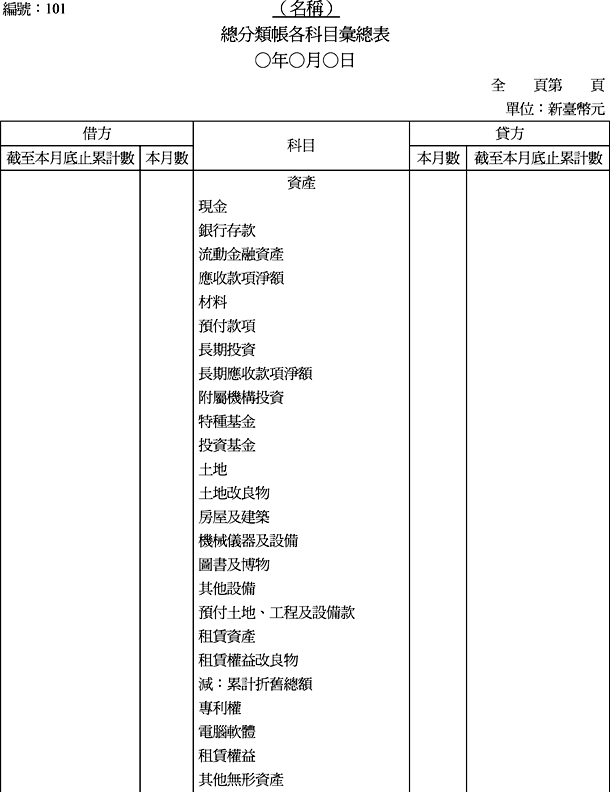 編號：101
（名稱）
總分類帳各科目彙總表
○年○月○日
全　　頁第　　頁
單位：新臺幣元
借方　科目　貸方
截至本月底止累計數　本月數　本月數　截至本月底止累計數
資產
現金
銀行存款
流動金融資產
應收款項淨額
材料
預付款項
長期投資
長期應收款項淨額
附屬機構投資
特種基金
投資基金
土地
土地改良物
房屋及建築
機械儀器及設備
圖書及博物
其他設備
預付土地、工程及設備款
租賃資產
租賃權益改良物
減：累計折舊總額
專利權
電腦軟體
租賃權益
其他無形資產